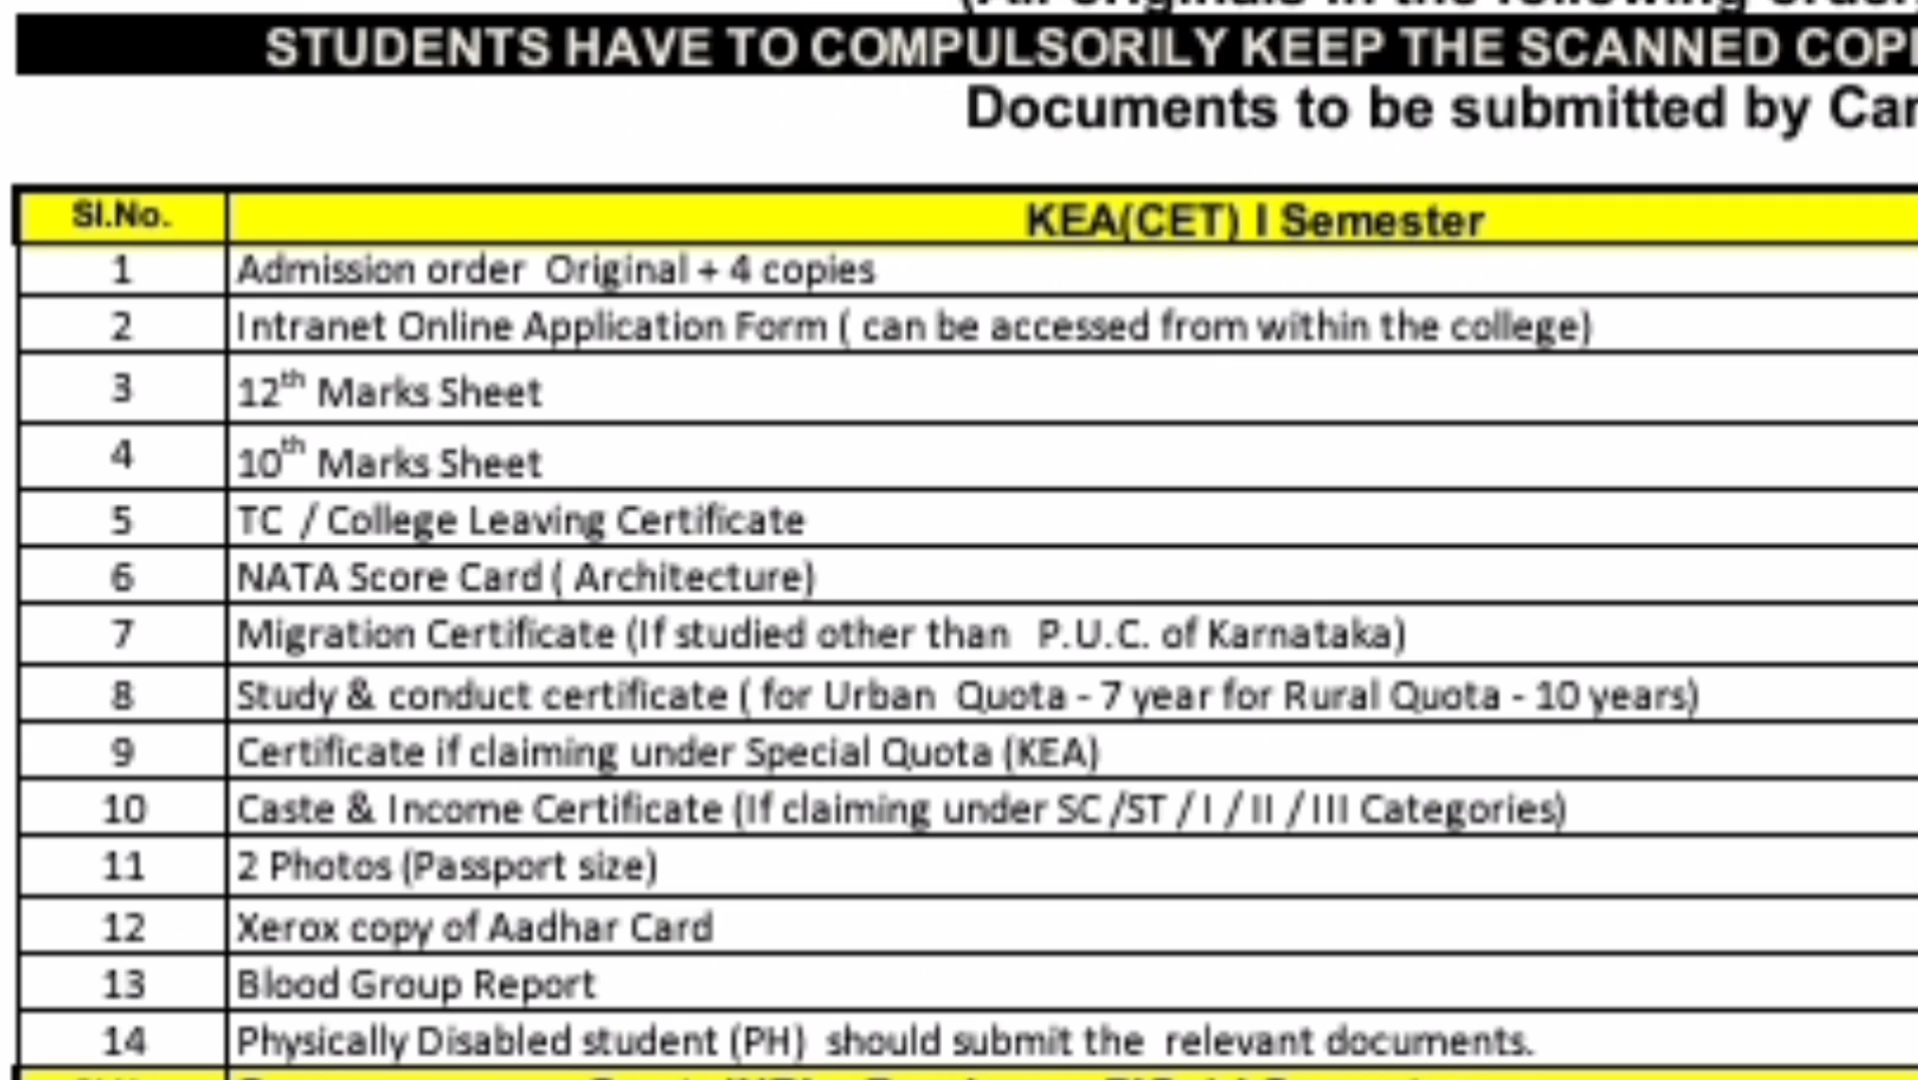 STUDENTS HAVE TO COMPULSORILY KEEP THE SCANNED
Documents to be submitted by
Sl.No. KEA(CET) I Semester
1 Admission order Original + 4 copies
2 Intranet Online Application Form ( can be accessed from within the college)
3 12th Marks Sheet
4 10th Marks Sheet
5 TC / College Leaving Certificate
6 NATA Score Card ( Architecture)
7 Migration Certificate (If studied other than P.U.C. of Karnataka)
8 Study & conduct certificate ( for Urban Quota - 7 year for Rural Quota - 10 years)
9 Certificate if claiming under Special Quota (KEA)
10 Caste & Income Certificate (If claiming under SC /ST / I / II / III Categories)
11 2 Photos (Passport size)
12 Xerox copy of Aadhar Card
13 Blood Group Report
14 Physically Disabled student (PH) should submit the relevant documents.